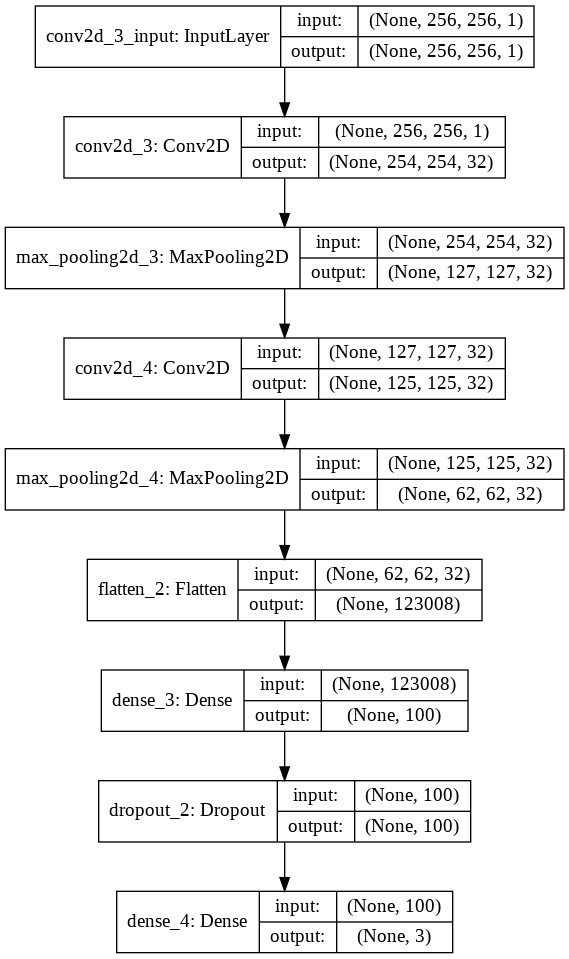 conv2d_3_input: InputLayer
input: (None, 256, 256, 1)
output: (None, 256, 256, 1)
conv2d_3: Conv2D
input: (None, 256, 256, 1)
output: (None, 254, 254, 32)
max_pooling2d_3: MaxPooling2D
input: (None, 254, 254, 32)
output: (None, 127, 127, 32)
conv2d_4: Conv2D
input: (None, 127, 127, 32)
output: (None, 125, 125, 32)
max_pooling2d_4: MaxPooling2D
input: (None, 125, 125, 32)
output: (None, 62, 62, 32)
flatten_2: Flatten
input: (None, 62, 62, 32)
output: (None, 123008)
dense_3: Dense
input: (None, 123008)
output: (None, 100)
dropout_2: Dropout
input: (None, 100)
output: (None, 100)
dense_4: Dense
input: (None, 100)
output: (None, 3)